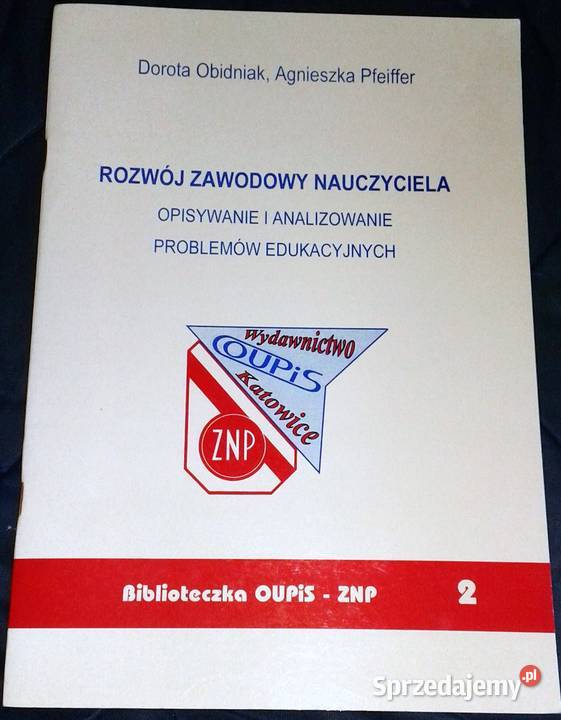 Dorota Obidniak, Agnieszka Pfeiffer
ROZWÓJ ZAWODOWY NAUCZYCIELA
OPISYWANIE I ANALIZOWANIE
PROBLEMÓW EDUKACYJNYCH
Wydawnictwo
OUPiS
Katowice
ZNP
Biblioteczka OUPiS - ZNP 2
Sprzedajemy.pl